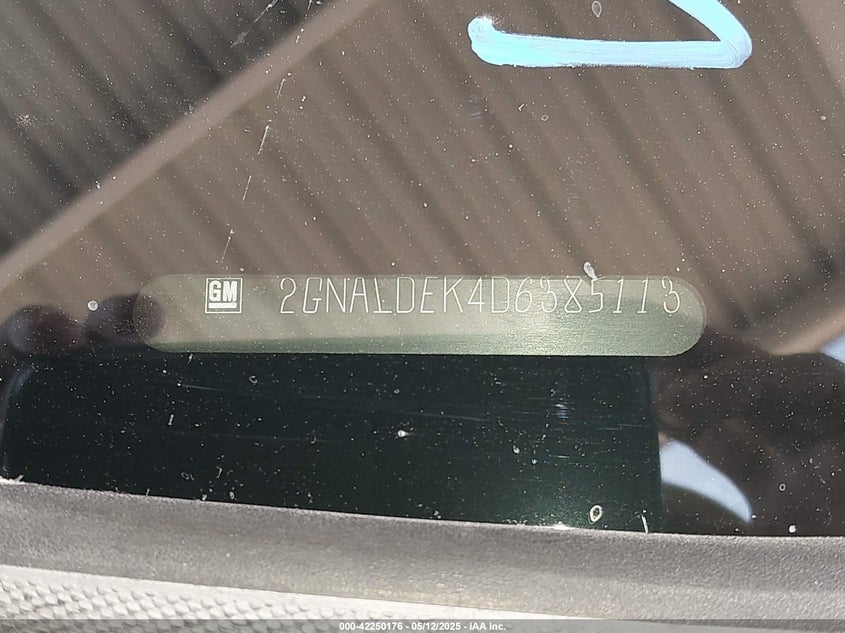 GM 2GNALDEK4D6385113
000-42250176 - 05/12/2025 - IAA Inc.